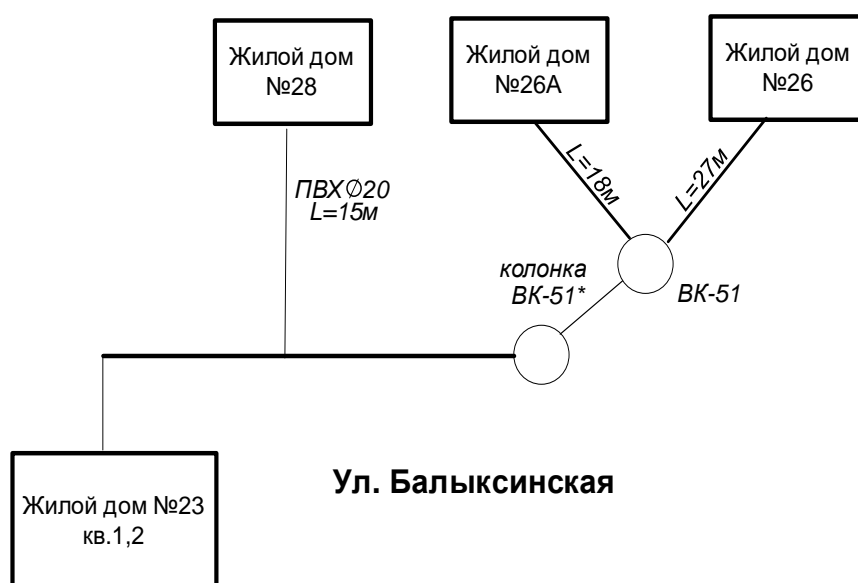 Жилой дом
№28
Жилой дом
№26А
Жилой дом
№26
ПВХ∅20
L=15м
L=18м
L=27м
колонка
ВК-51*
ВК-51
Ул. Балыксинская
Жилой дом №23
кв.1,2